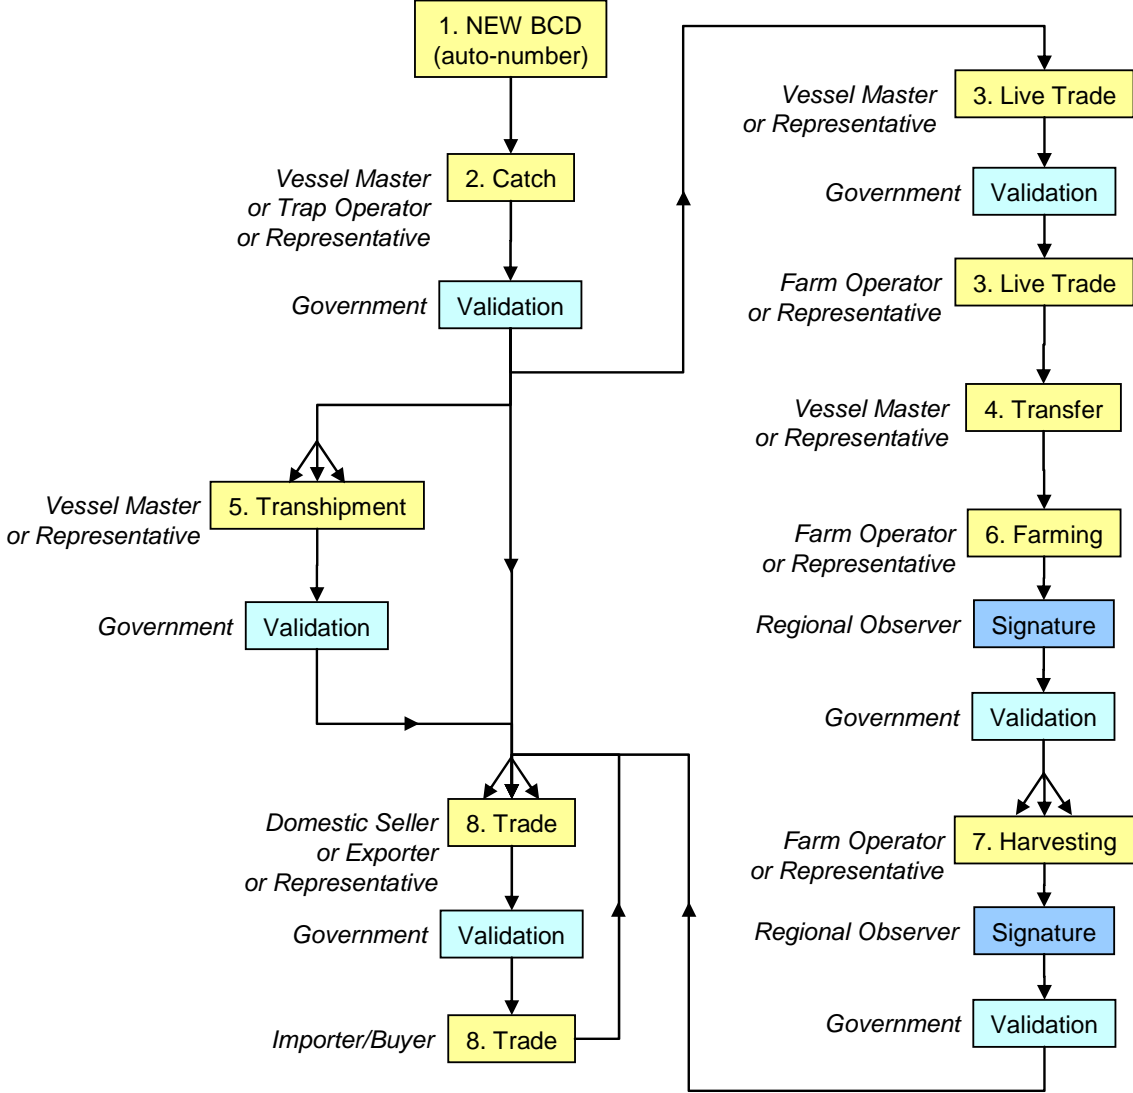 1. NEW BCD
(auto-number)
Vessel Master
or Trap Operator
or Representative
2. Catch
Government
Validation
Vessel Master
or Representative
5. Transhipment
Government
Validation
Domestic Seller
or Exporter
or Representative
8. Trade
Government
Validation
Importer/Buyer
8. Trade
Vessel Master
or Representative
3. Live Trade
Government
Validation
Farm Operator
or Representative
3. Live Trade
Vessel Master
or Representative
4. Transfer
Farm Operator
or Representative
6. Farming
Regional Observer
Signature
Government
Validation
Farm Operator
or Representative
7. Harvesting
Regional Observer
Signature
Government
Validation